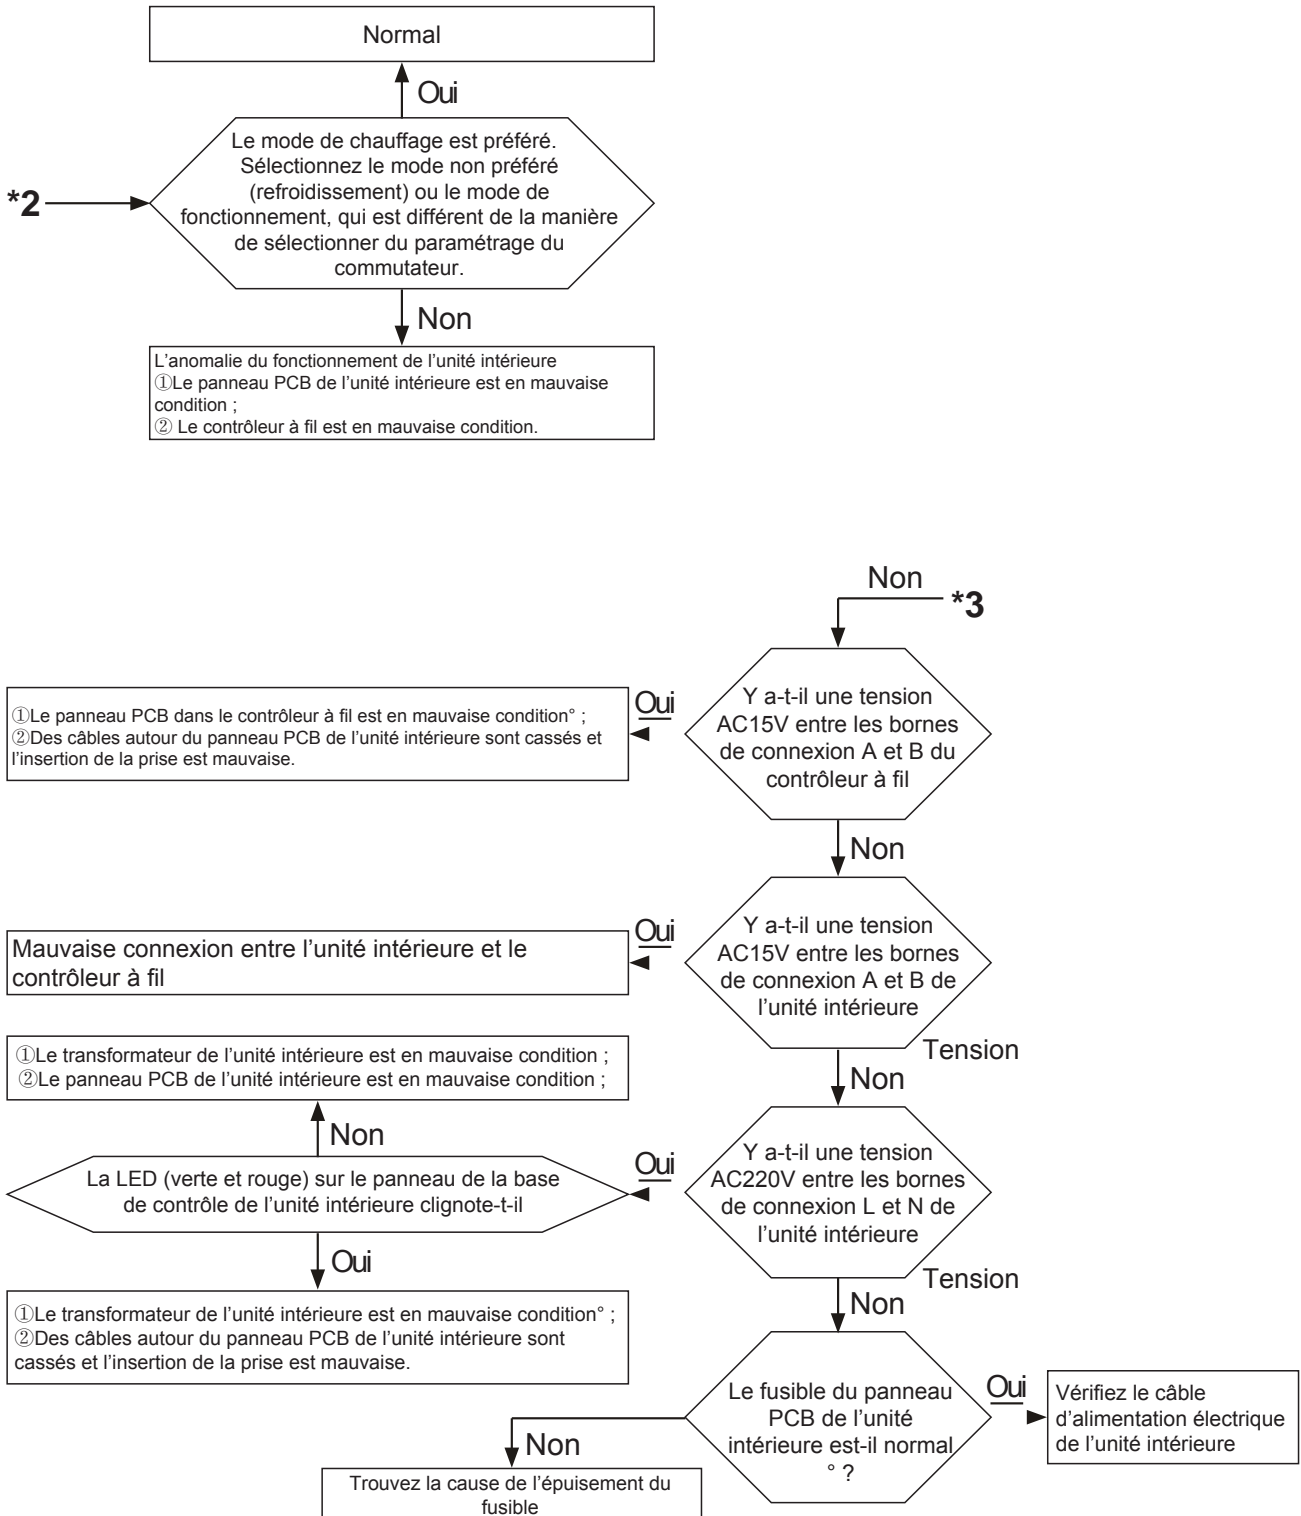 Normal
Oui
Le mode de chauffage est préféré.
Sélectionnez le mode non préféré
(refroidissement) ou le mode de
fonctionnement, qui est différent de la manière
de sélectionner du paramétrage du
commutateur.
*2
Non
L'anomalie du fonctionnement de l'unité intérieure
①Le panneau PCB de l'unité intérieure est en mauvaise
condition ;
② Le contrôleur à fil est en mauvaise condition.
Non
*3
Y a-t-il une tension
AC15V entre les bornes
de connexion A et B du
contrôleur à fil
Oui
①Le panneau PCB dans le contrôleur à fil est en mauvaise condition° ;
②Des câbles autour du panneau PCB de l'unité intérieure sont cassés et
l'insertion de la prise est mauvaise.
Non
Y a-t-il une tension
AC15V entre les bornes
de connexion A et B de
l'unité intérieure
Oui
Mauvaise connexion entre l'unité intérieure et le
contrôleur à fil
Tension
Non
①Le transformateur de l'unité intérieure est en mauvaise condition ;
②Le panneau PCB de l'unité intérieure est en mauvaise condition ;
Non
Y a-t-il une tension
AC220V entre les bornes
de connexion L et N de
l'unité intérieure
Oui
La LED (verte et rouge) sur le panneau de la base
de contrôle de l'unité intérieure clignote-t-il
Oui
Tension
Non
①Le transformateur de l'unité intérieure est en mauvaise condition° ;
②Des câbles autour du panneau PCB de l'unité intérieure sont
cassés et l'insertion de la prise est mauvaise.
Le fusible du panneau
PCB de l'unité
intérieure est-il normal
° ?
Oui
Vérifiez le câble
d'alimentation électrique
de l'unité intérieure
Non
Trouvez la cause de l'épuisement du
fusible